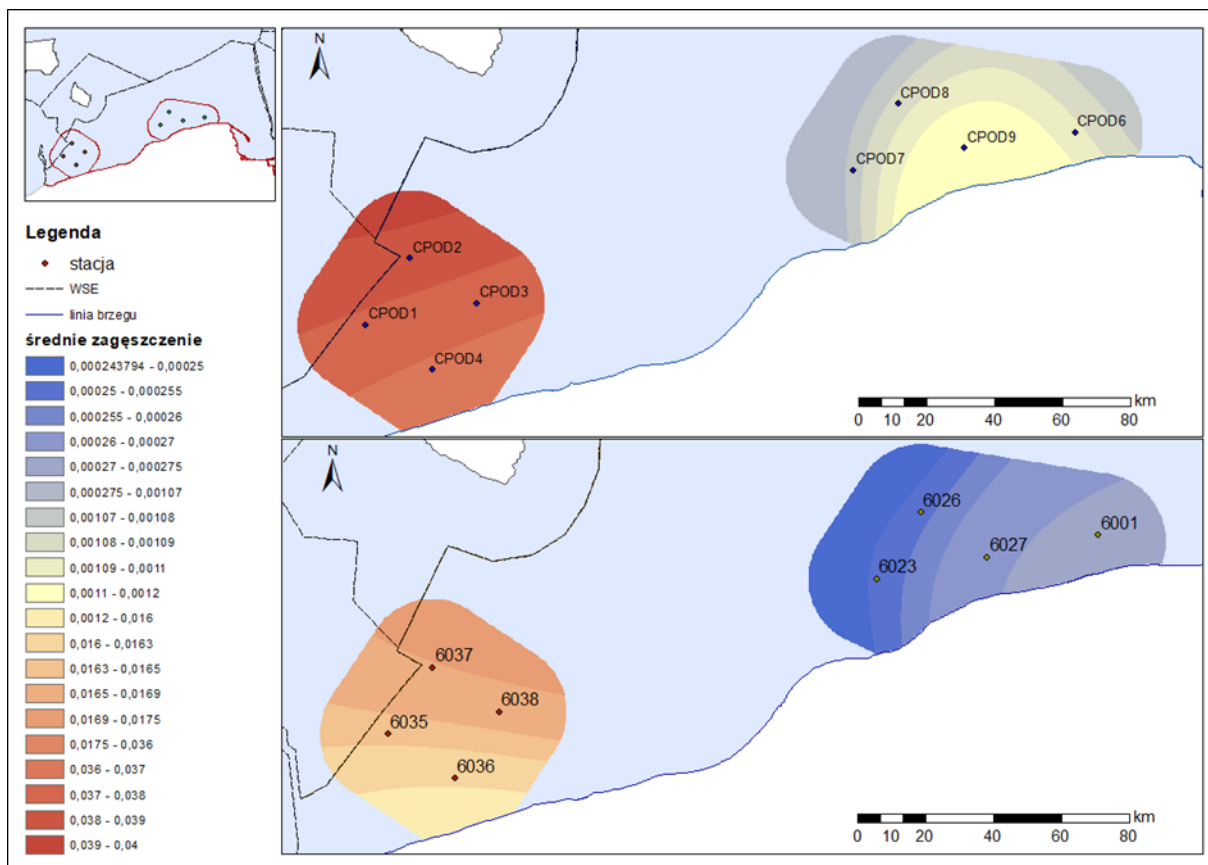 Legenda
stacja
WSE
linia brzegu
średnie zagęszczenie
0,000243794 - 0,00025
0,00025 - 0,000255
0,000255 - 0,00026
0,00026 - 0,00027
0,00027 - 0,000275
0,000275 - 0,00107
0,00107 - 0,00108
0,00108 - 0,00109
0,00109 - 0,0011
0,0011 - 0,0012
0,0012 - 0,016
0,016 - 0,0163
0,0163 - 0,0165
0,0165 - 0,0169
0,0169 - 0,0175
0,0175 - 0,036
0,036 - 0,037
0,037 - 0,038
0,038 - 0,039
0,039 - 0,04
N
CPOD8
CPOD6
CPOD9
CPOD7
CPOD2
CPOD3
CPOD1
CPOD4
km
0 10 20 40 60 80
N
6026
6001
6027
6023
6037
6038
6035
6036
km
0 10 20 40 60 80